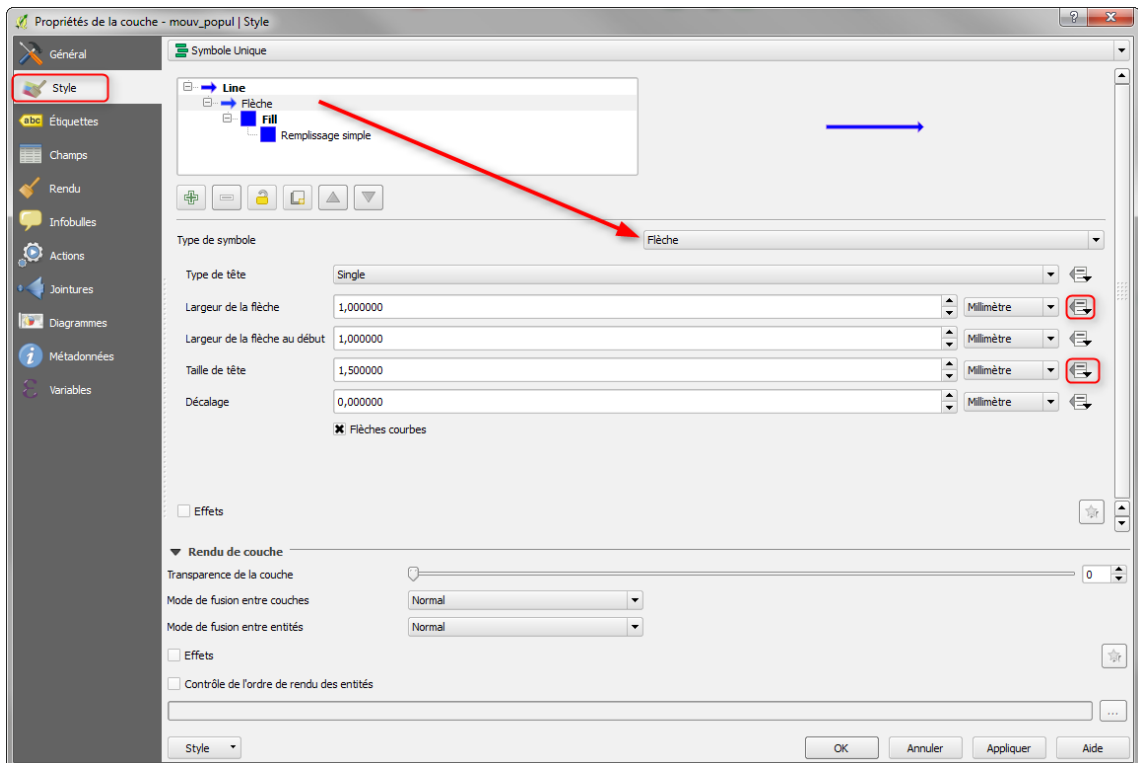 Propriétés de la couche - mouv_popul | Style
Général
Style
abc Étiquettes
Champs
Rendu
Infobulles
Actions
Jointures
Diagrammes
Métadonnées
Variables
Symbole Unique
Line
Flèche
Fill
Remplissage simple
Type de symbole Flèche
Type de tête Single
Largeur de la flèche 1,000000 Millimètre
Largeur de la flèche au début 1,000000 Millimètre
Taille de tête 1,500000 Millimètre
Décalage 0,000000 Millimètre
Flèches courbes
Effets
Rendu de couche
Transparence de la couche 0
Mode de fusion entre couches Normal
Mode de fusion entre entités Normal
Effets
Contrôle de l'ordre de rendu des entités
...
Style OK Annuler Appliquer Aide